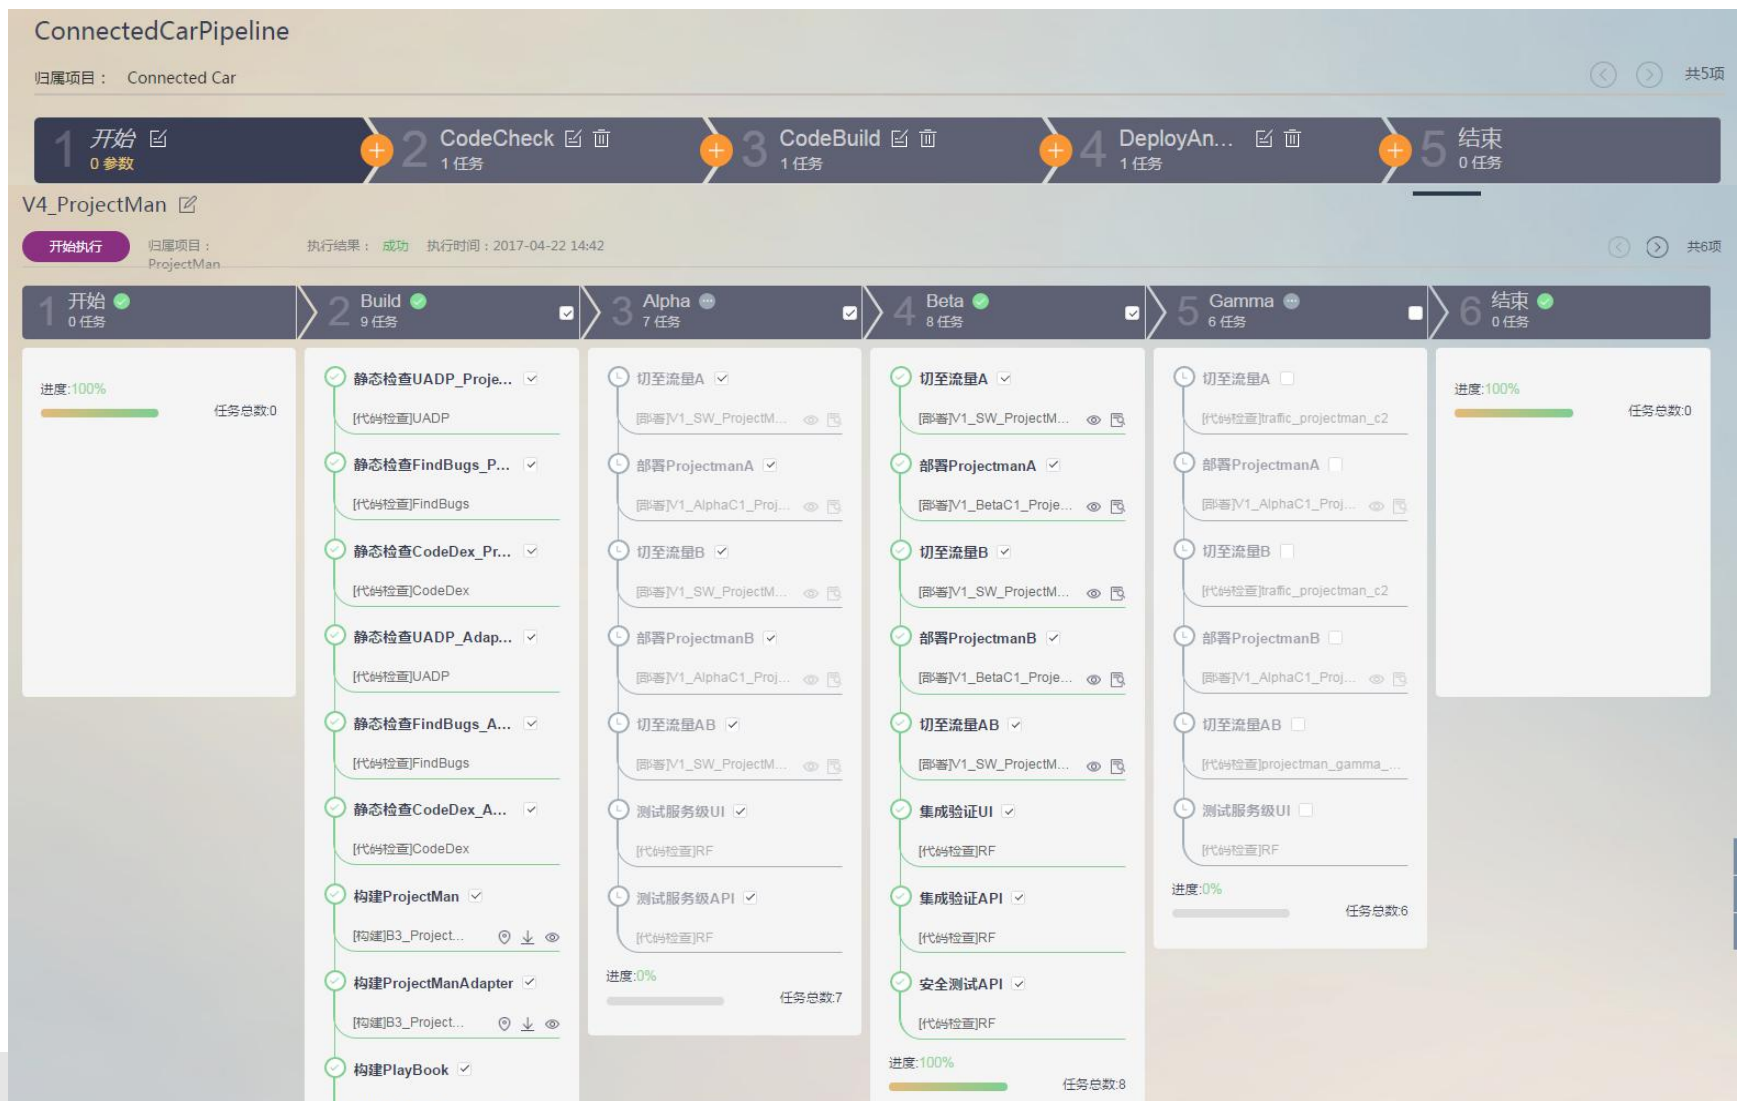 ConnectedCarPipeline
归属项目： Connected Car
共5项
1 开始 0 参数
2 CodeCheck 1 任务
3 CodeBuild 1 任务
4 DeployAn... 1 任务
5 结束 0 任务
V4_ProjectMan
开始执行
归属项目：
ProjectMan
执行结果： 成功 执行时间：2017-04-22 14:42
共6项
1 开始
0 任务
2 Build
9 任务
3 Alpha
7 任务
4 Beta
8 任务
5 Gamma
6 任务
6 结束
0 任务
进度:100%
任务总数:0
静态检查UADP_Proje...
[代码检查]UADP
静态检查FindBugs_P...
[代码检查]FindBugs
静态检查CodeDex_Pr...
[代码检查]CodeDex
静态检查UADP_Adap...
[代码检查]UADP
静态检查FindBugs_A...
[代码检查]FindBugs
静态检查CodeDex_A...
[代码检查]CodeDex
构建ProjectMan
[构建]B3_Project...
构建ProjectManAdapter
[构建]B3_Project...
构建PlayBook
切至流量A
[部署]V1_SW_ProjectM...
部署ProjectmanA
[部署]V1_AlphaC1_Proj...
切至流量B
[部署]V1_SW_ProjectM...
部署ProjectmanB
[部署]V1_AlphaC1_Proj...
切至流量AB
[部署]V1_SW_ProjectM...
测试服务级UI
[代码检查]RF
测试服务级API
[代码检查]RF
进度:0%
任务总数:7
切至流量A
[部署]V1_SW_ProjectM...
部署ProjectmanA
[部署]V1_BetaC1_Proje...
切至流量B
[部署]V1_SW_ProjectM...
部署ProjectmanB
[部署]V1_BetaC1_Proje...
切至流量AB
[部署]V1_SW_ProjectM...
集成验证UI
[代码检查]RF
集成验证API
[代码检查]RF
安全测试API
[代码检查]RF
进度:100%
任务总数:8
切至流量A
[代码检查]traffic_projectman_c2
部署ProjectmanA
[部署]V1_AlphaC1_Proj...
切至流量B
[代码检查]traffic_projectman_c2
部署ProjectmanB
[部署]V1_AlphaC1_Proj...
切至流量AB
[代码检查]projectman_gamma_...
测试服务级UI
[代码检查]RF
进度:0%
任务总数:6
进度:100%
任务总数:0